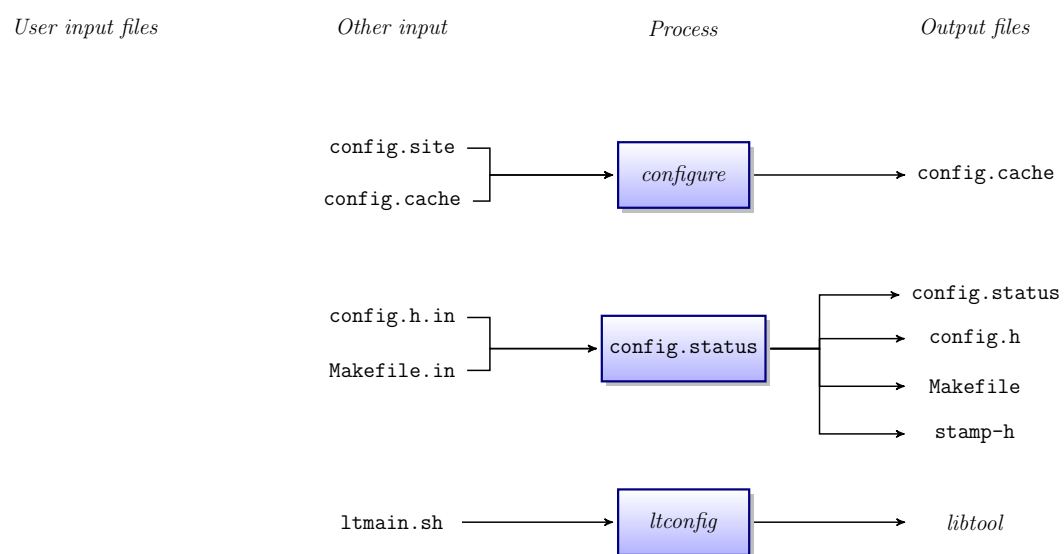 User input files
Other input
Process
Output files
config.site
config.cache
configure
config.cache
config.h.in
Makefile.in
config.status
config.status
config.h
Makefile
stamp-h
ltmain.sh
ltconfig
libtool